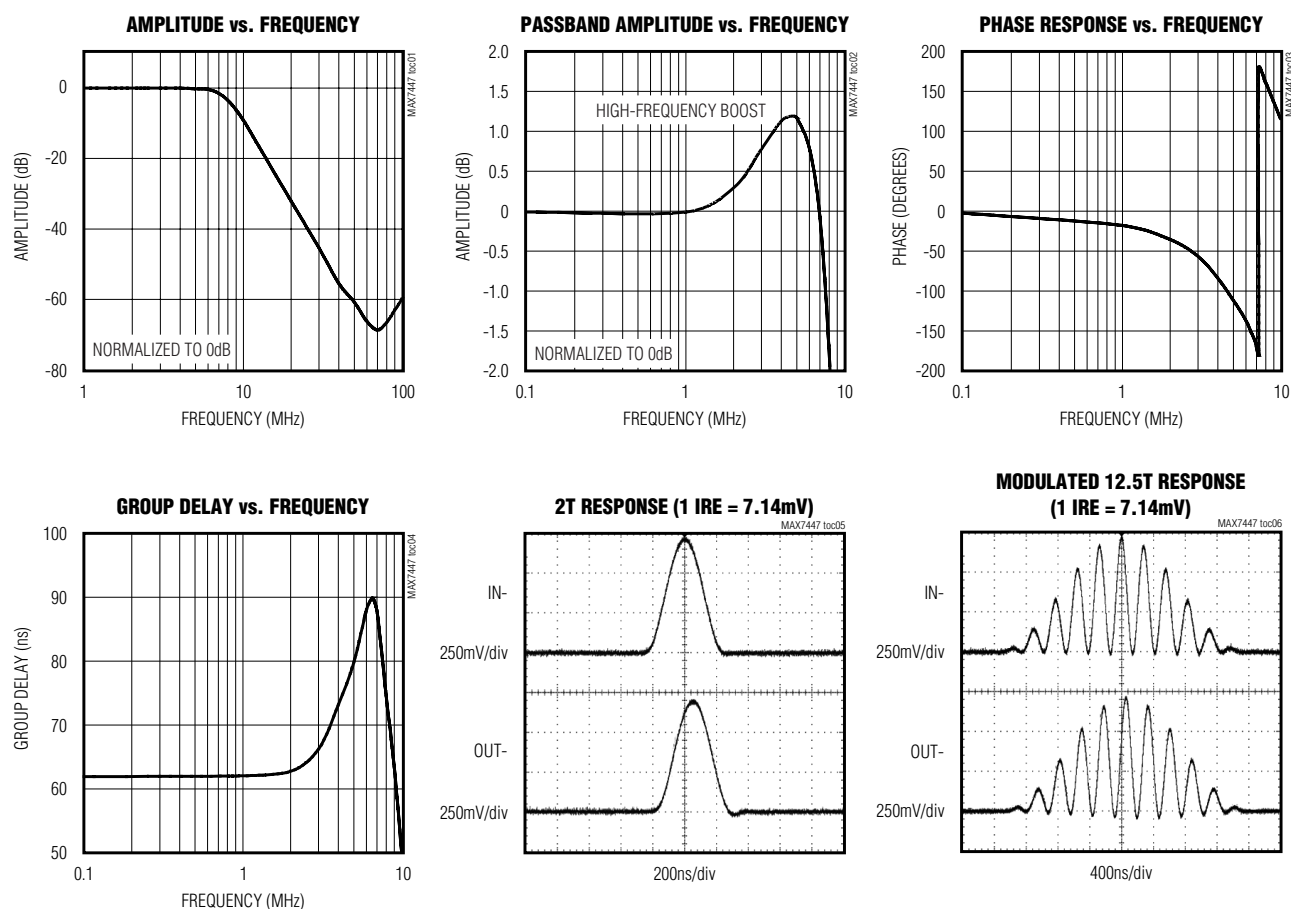 AMPLITUDE vs. FREQUENCY
MAX7447 toc01
AMPLITUDE (dB)
0
-20
-40
-60
-80
NORMALIZED TO 0dB
1
10
100
FREQUENCY (MHz)
PASSBAND AMPLITUDE vs. FREQUENCY
MAX7447 toc02
AMPLITUDE (dB)
2.0
1.5
1.0
0.5
0
-0.5
-1.0
-1.5
-2.0
HIGH-FREQUENCY BOOST
NORMALIZED TO 0dB
0.1
1
10
FREQUENCY (MHz)
PHASE RESPONSE vs. FREQUENCY
MAX7447 toc03
PHASE (DEGREES)
200
150
100
50
0
-50
-100
-150
-200
0.1
1
10
FREQUENCY (MHz)
GROUP DELAY vs. FREQUENCY
MAX7447 toc04
GROUP DELAY (ns)
100
90
80
70
60
50
0.1
1
10
FREQUENCY (MHz)
2T RESPONSE (1 IRE = 7.14mV)
MAX7447 toc05
IN-
250mV/div
OUT-
250mV/div
200ns/div
MODULATED 12.5T RESPONSE
(1 IRE = 7.14mV)
MAX7447 toc06
IN-
250mV/div
OUT-
250mV/div
400ns/div